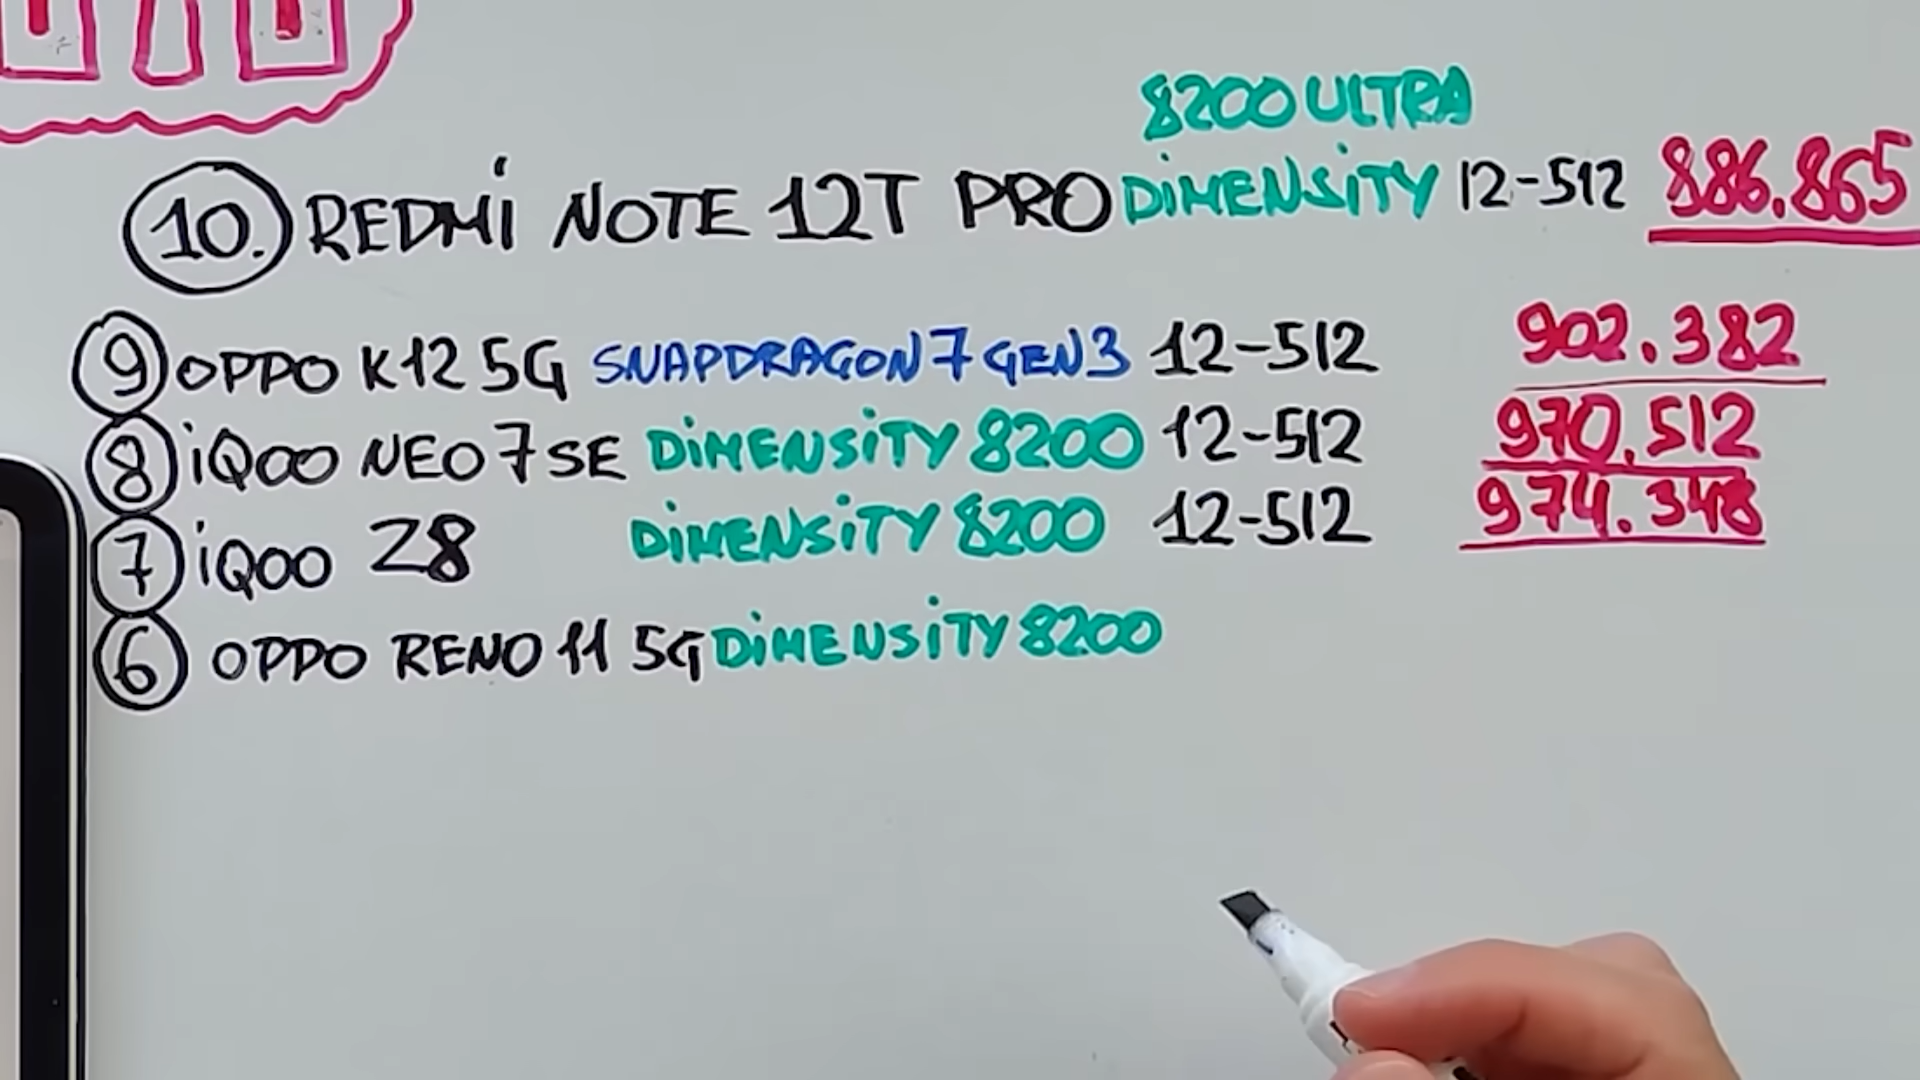 8200 ULTRA
10. REDMi NOTE 12T PRO DiMENSiTY 12-512 886.865
9 OPPO K12 5G SNAPDRAGON 7 GEN3 12-512 902.382
8 iQOO NEO 7 SE DiMENSiTY 8200 12-512 970.512
7 iQOO Z8 DiMENSiTY 8200 12-512 974.348
6 OPPO RENO 11 5G DiMENSiTY 8200